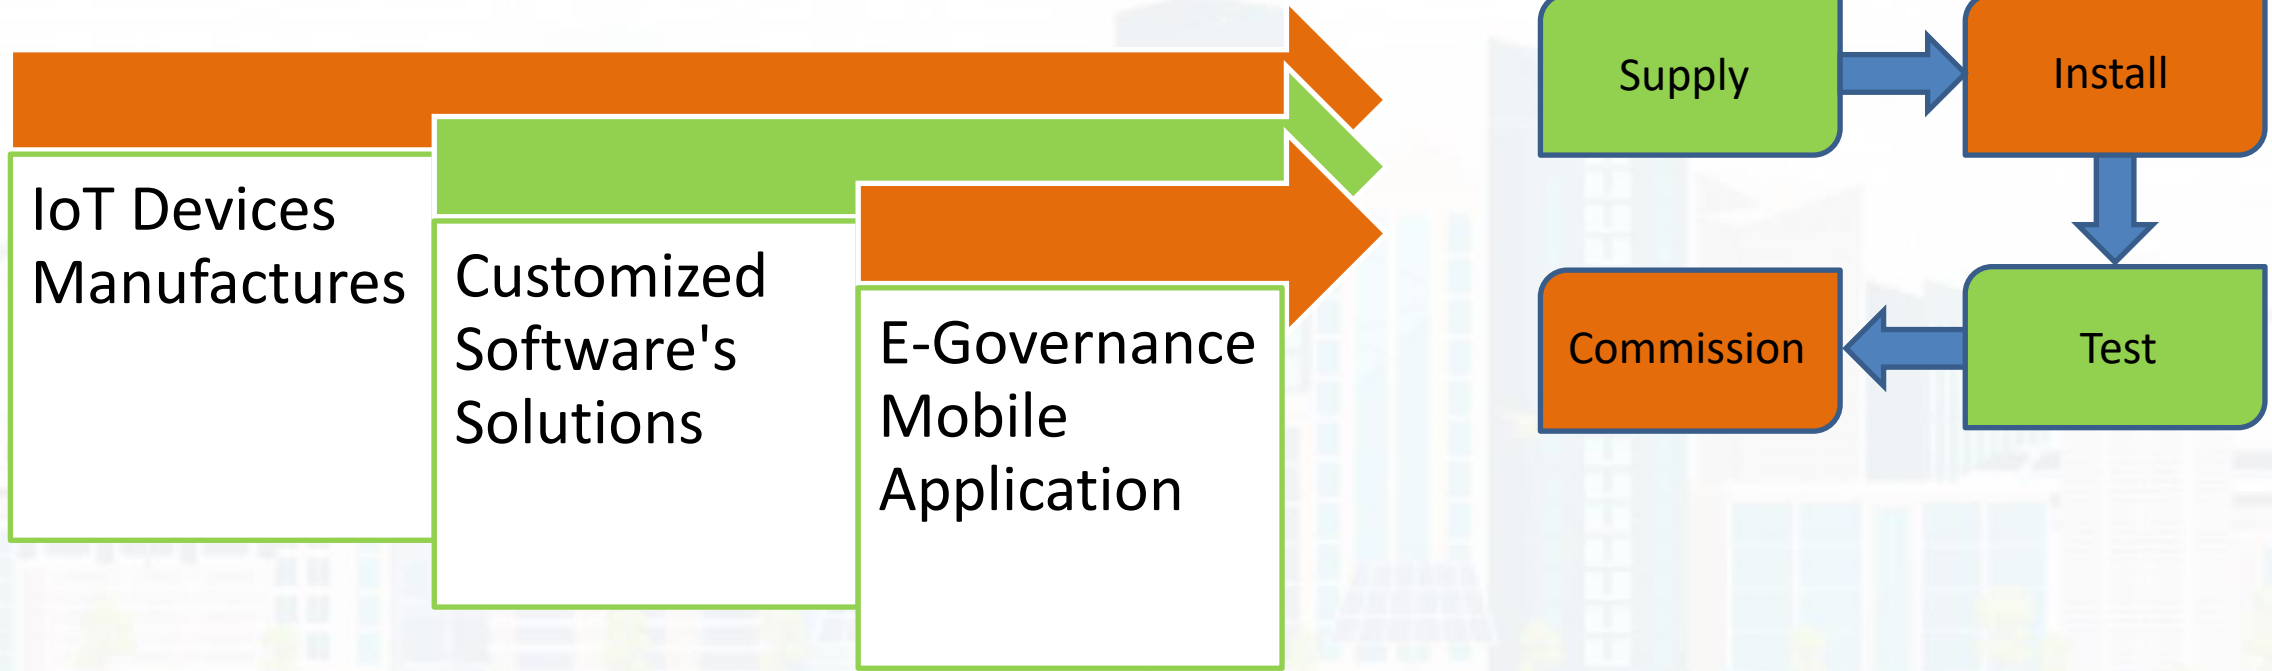 IoT Devices
Manufactures
Customized
Software's
Solutions
E-Governance
Mobile
Application
Supply
Install
Test
Commission